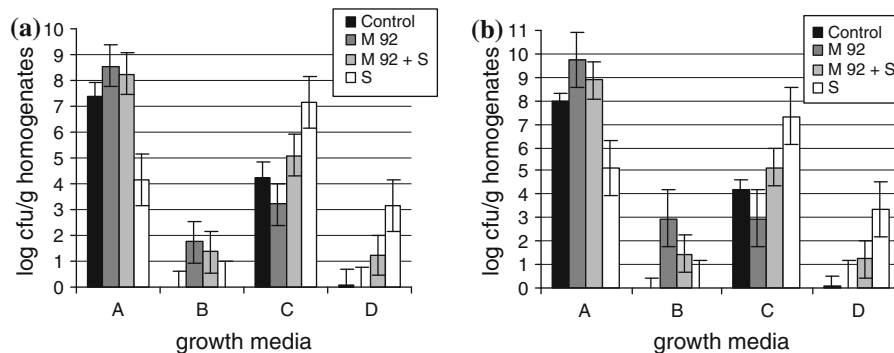 (a)
log cfu/g homogenates
10
9
8
7
6
5
4
3
2
1
0
A B C D
growth media
Control
M 92
M 92 + S
S
(b)
log cfu/g homogenates
11
10
9
8
7
6
5
4
3
2
1
0
A B C D
growth media
Control
M 92
M 92 + S
S